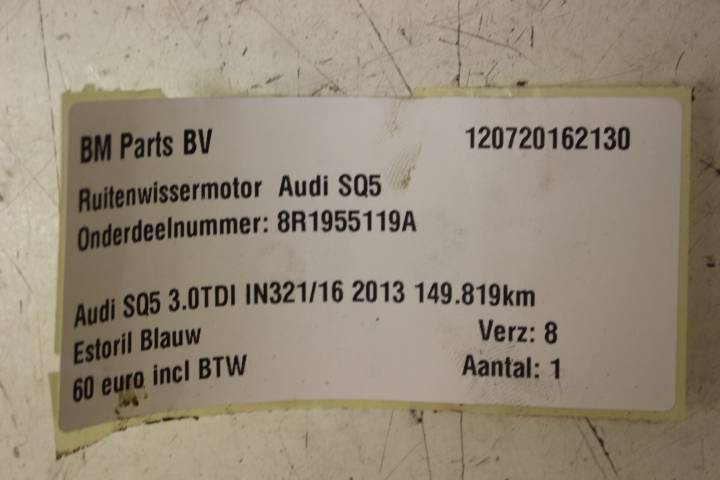 BM Parts BV 120720162130
Ruitenwissermotor Audi SQ5
Onderdeelnummer: 8R1955119A
Audi SQ5 3.0TDI IN321/16 2013 149.819km
Estoril Blauw Verz: 8
60 euro incl BTW Aantal: 1